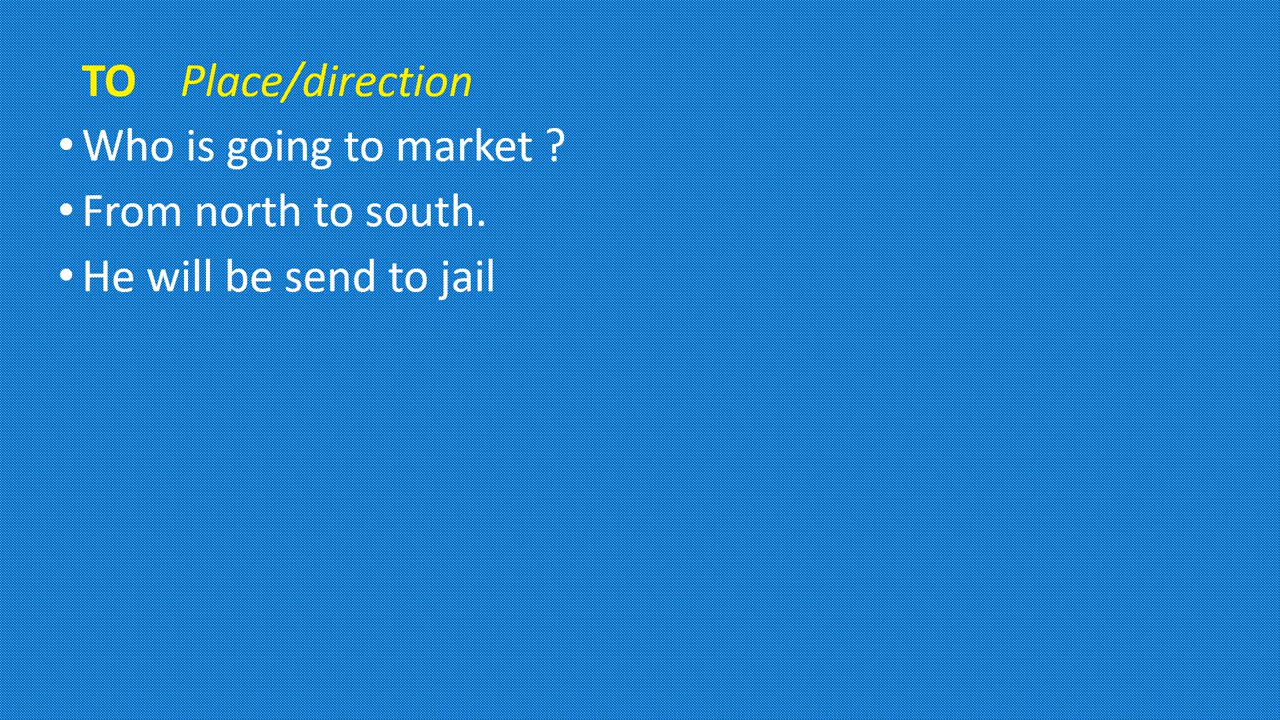 TO Place/direction
• Who is going to market ?
• From north to south.
• He will be send to jail